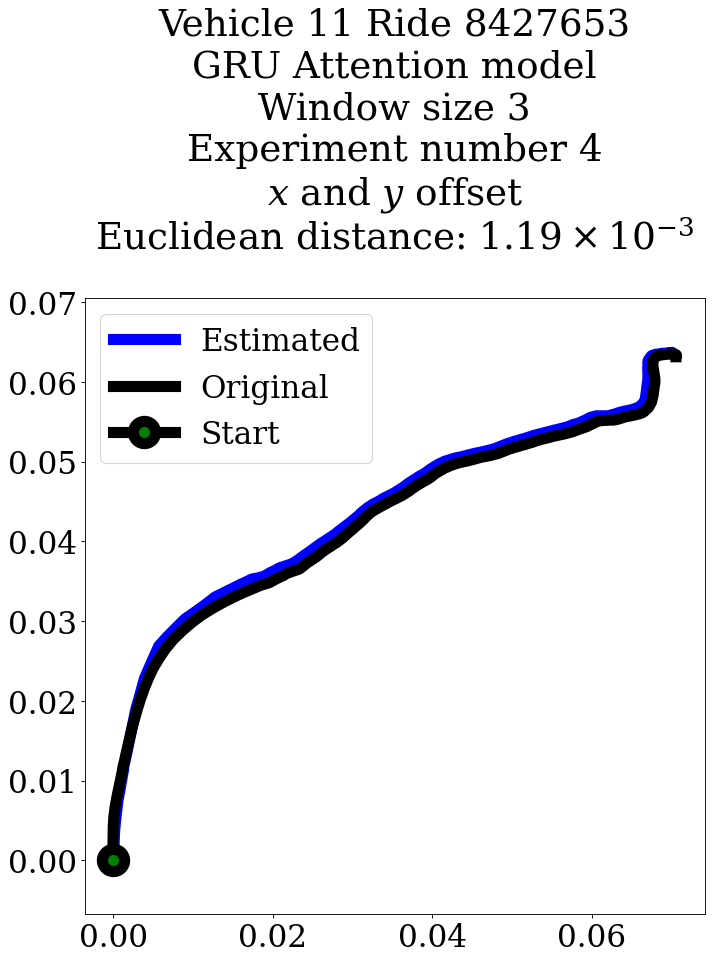 Vehicle 11 Ride 8427653
GRU Attention model
Window size 3
Experiment number 4
x and y offset
Euclidean distance: 1.19 × 10⁻³
0.07
0.06
0.05
0.04
0.03
0.02
0.01
0.00
Estimated
Original
Start
0.00 0.02 0.04 0.06